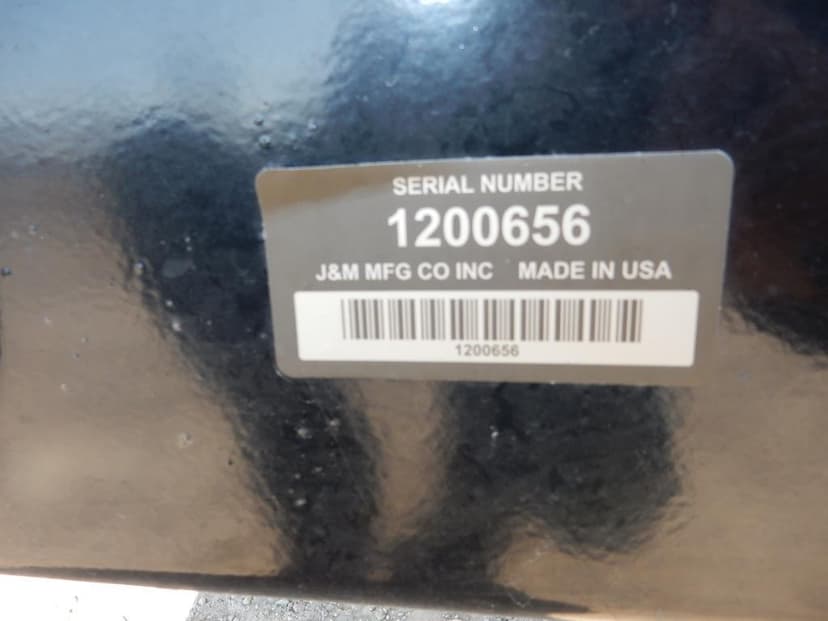 SERIAL NUMBER
1200656
J&M MFG CO INC MADE IN USA
1200656